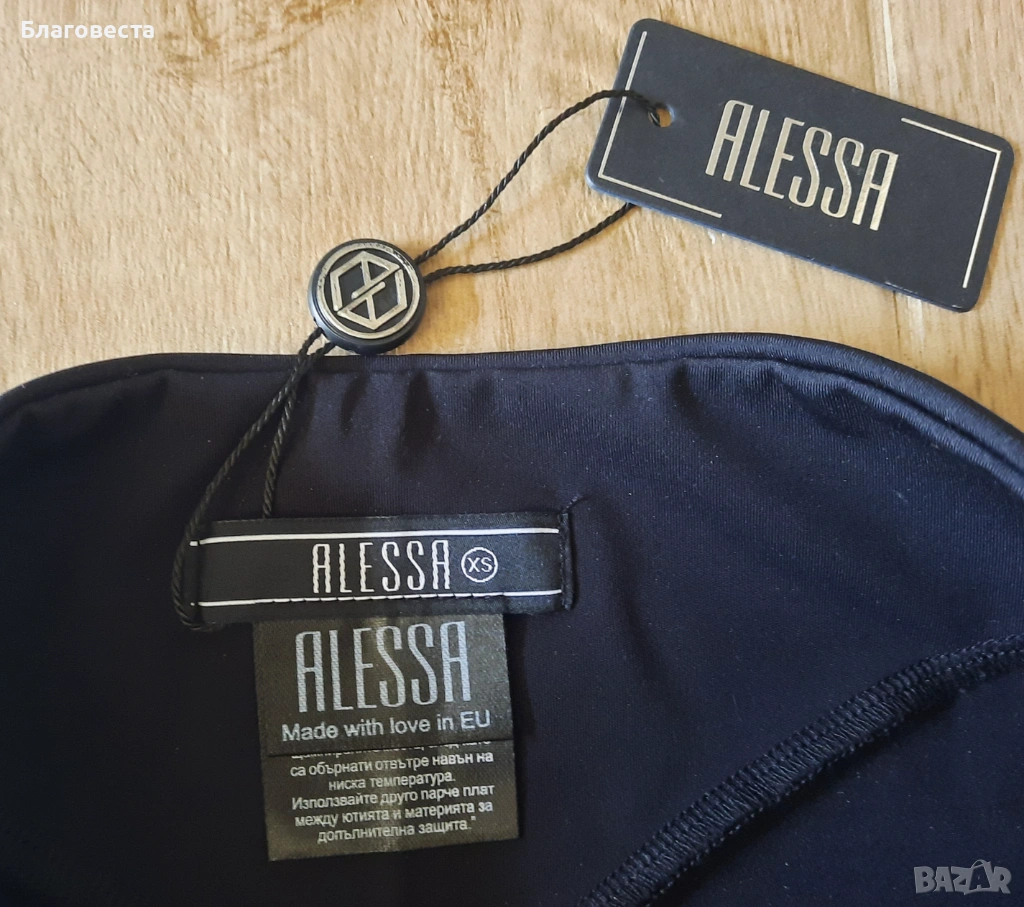 Благовеста
ALESSA
ALESSA XS
ALESSA
Made with love in EU
са обърнати отвътре навън на
ниска температура.
Използвайте друго парче плат
между ютията и материята за
допълнителна защита."
BAZAR